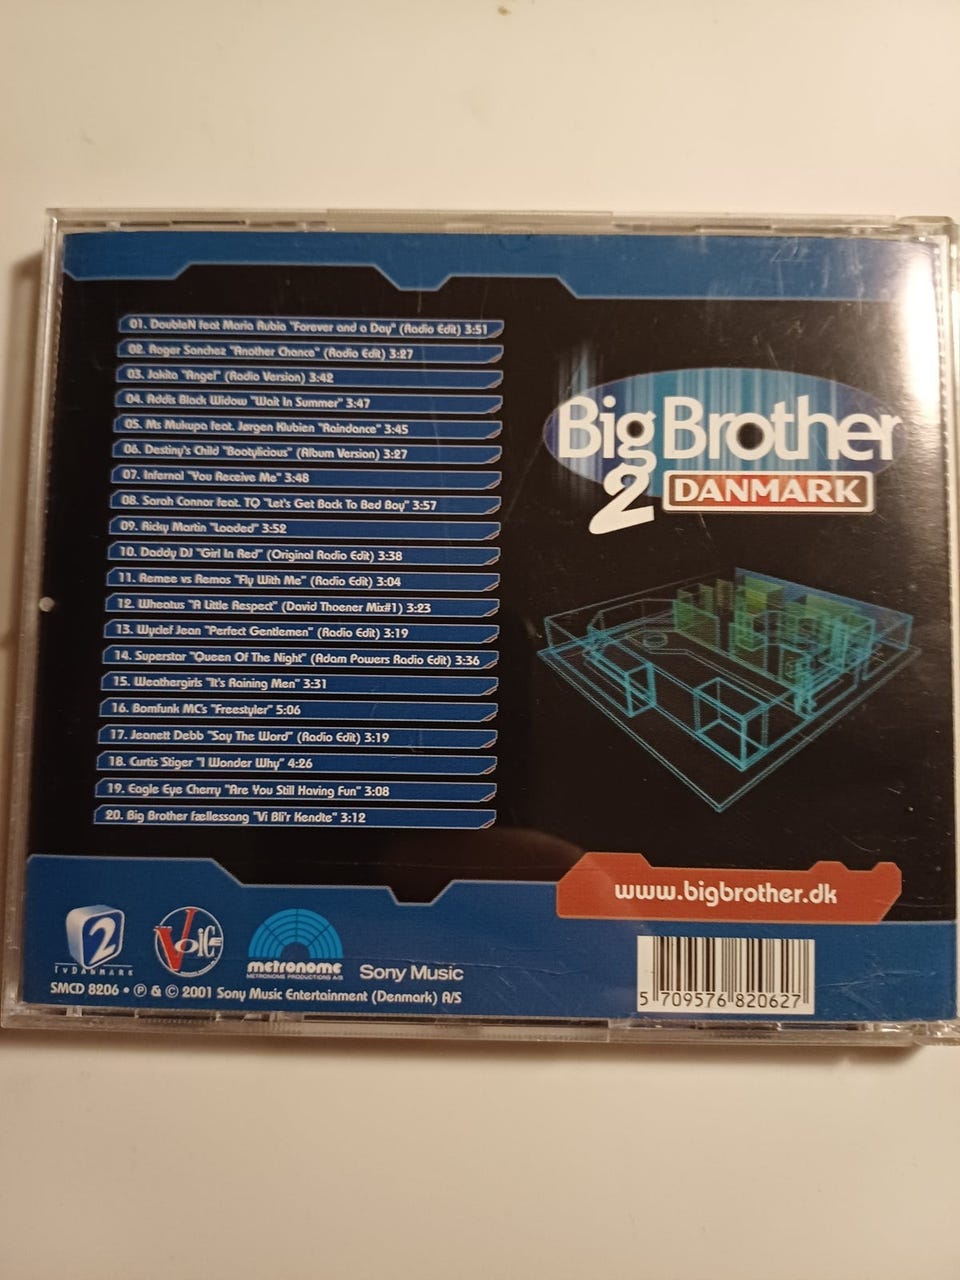 01. DoubleN feat Maria Rubia "Forever and a Day" (Radio Edit) 3:51
02. Roger Sanchez "Another Chance" (Radio Edit) 3:27
03. Jakita "Angel" (Radio Version) 3:42
04. Addis Black Widow "Wait In Summer" 3:47
05. Ms Mukupa feat. Jørgen Klubien "Raindance" 3:45
06. Destiny's Child "Bootylicious" (Album Version) 3:27
07. Infernal "You Receive Me" 3:48
08. Sarah Connor feat. TQ "Let's Get Back To Bed Boy" 3:57
09. Ricky Martin "Loaded" 3:52
10. Daddy DJ "Girl In Red" (Original Radio Edit) 3:38
11. Remee vs Remos "Fly With Me" (Radio Edit) 3:04
12. Wheatus "A Little Respect" (David Thoener Mix#1) 3:23
13. Wyclef Jean "Perfect Gentlemen" (Radio Edit) 3:19
14. Superstar "Queen Of The Night" (Adam Powers Radio Edit) 3:36
15. Weathergirls "It's Raining Men" 3:31
16. Bomfunk MC's "Freestyler" 5:06
17. Jeanett Debb "Say The Word" (Radio Edit) 3:19
18. Curtis Stiger "I Wonder Why" 4:26
19. Eagle Eye Cherry "Are You Still Having Fun" 3:08
20. Big Brother fællessang "Vi Bli'r Kendte" 3:12
Big Brother
2 DANMARK
www.bigbrother.dk
2
TvDANMARK
VOICE
metronome
METRONOME PRODUCTIONS A/S
Sony Music
SMCD 8206 • ℗ & © 2001 Sony Music Entertainment (Denmark) A/S
5 709576 820627